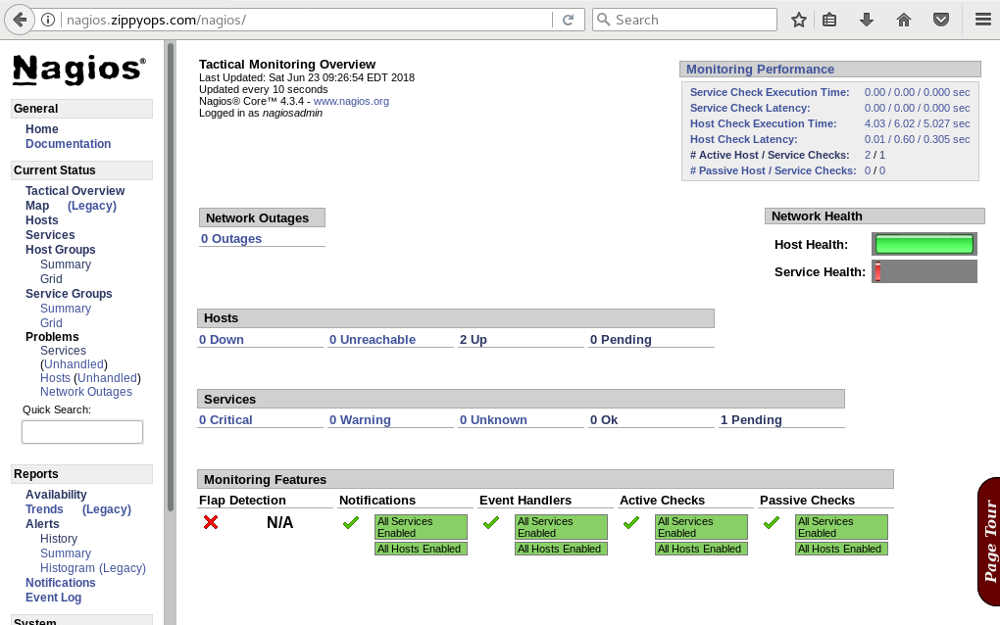 nagios.zippyops.com/nagios/
Search
Nagios®
General
Home
Documentation
Current Status
Tactical Overview
Map (Legacy)
Hosts
Services
Host Groups
Summary
Grid
Service Groups
Summary
Grid
Problems
Services
(Unhandled)
Hosts (Unhandled)
Network Outages
Quick Search:
Reports
Availability
Trends (Legacy)
Alerts
History
Summary
Histogram (Legacy)
Notifications
Event Log
System
Tactical Monitoring Overview
Last Updated: Sat Jun 23 09:26:54 EDT 2018
Updated every 10 seconds
Nagios® Core™ 4.3.4 - www.nagios.org
Logged in as nagiosadmin
Monitoring Performance
Service Check Execution Time: 0.00 / 0.00 / 0.000 sec
Service Check Latency: 0.00 / 0.00 / 0.000 sec
Host Check Execution Time: 4.03 / 6.02 / 5.027 sec
Host Check Latency: 0.01 / 0.60 / 0.305 sec
# Active Host / Service Checks: 2 / 1
# Passive Host / Service Checks: 0 / 0
Network Outages
0 Outages
Network Health
Host Health:
Service Health:
Hosts
0 Down 0 Unreachable 2 Up 0 Pending
Services
0 Critical 0 Warning 0 Unknown 0 Ok 1 Pending
Monitoring Features
Flap Detection Notifications Event Handlers Active Checks Passive Checks
N/A
All Services Enabled
All Hosts Enabled
All Services Enabled
All Hosts Enabled
All Services Enabled
All Hosts Enabled
All Services Enabled
All Hosts Enabled
Page Tour